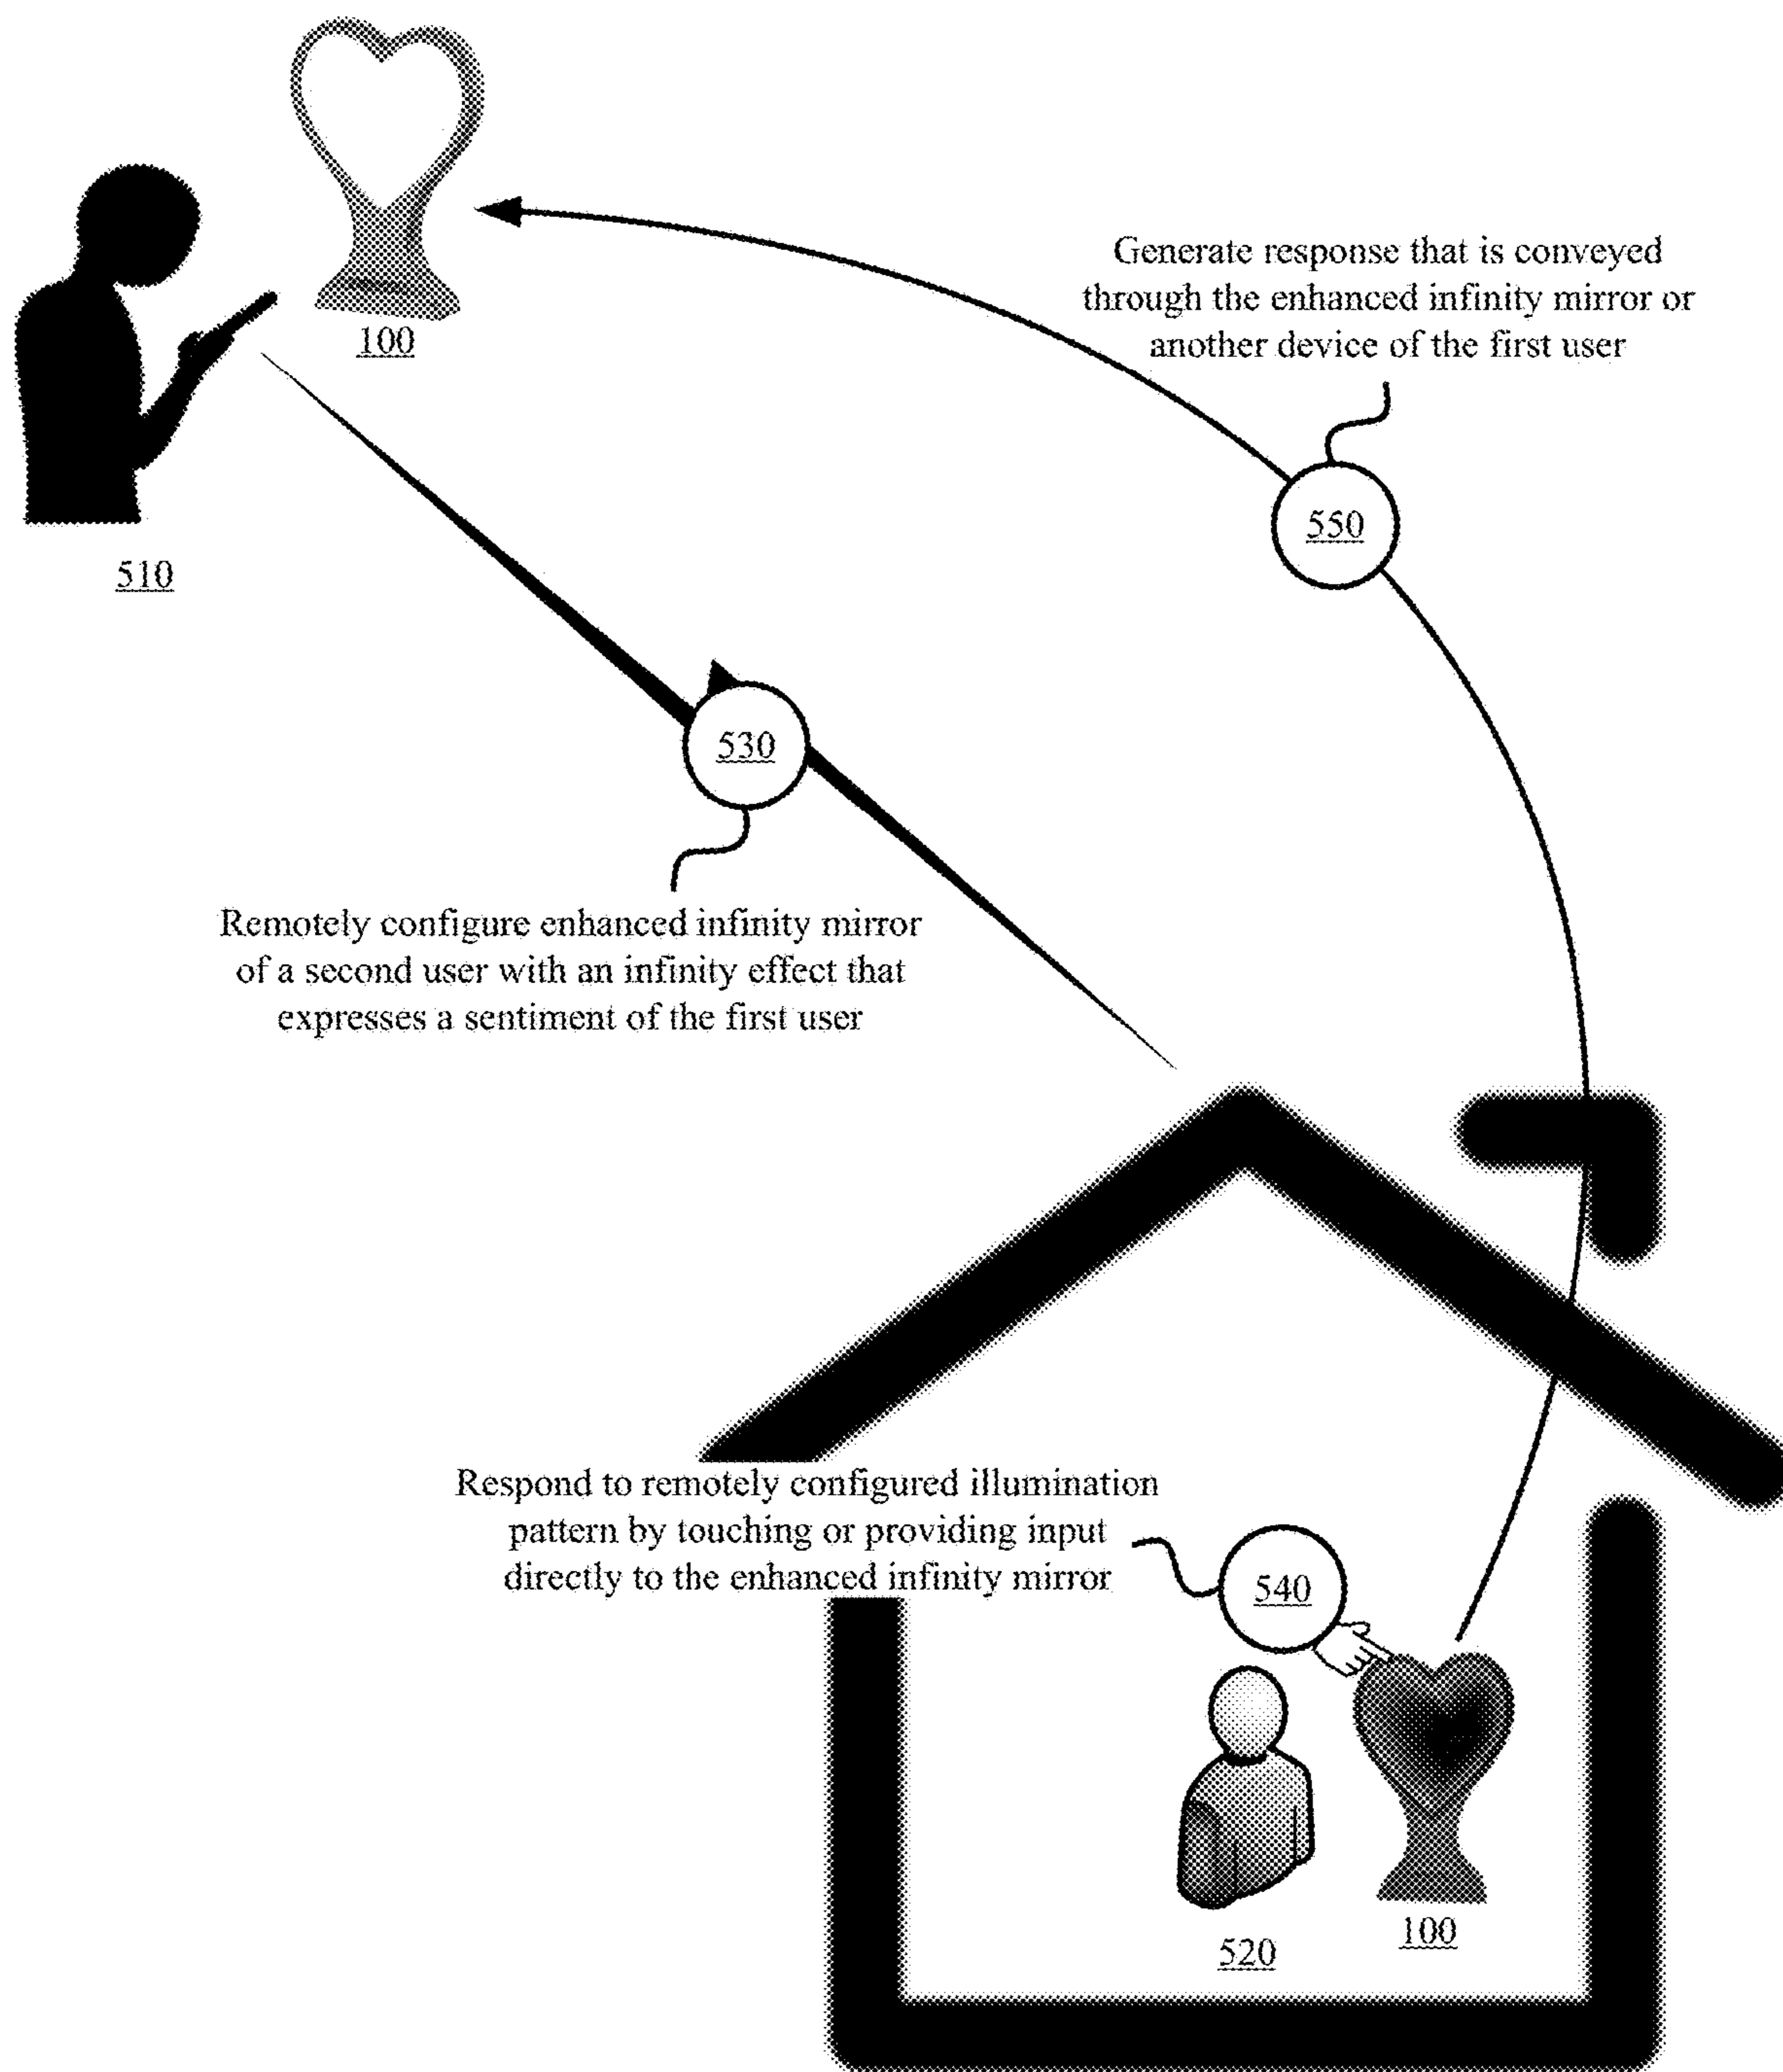 100
Generate response that is conveyed
through the enhanced infinity mirror or
another device of the first user
550
510
530
Remotely configure enhanced infinity mirror
of a second user with an infinity effect that
expresses a sentiment of the first user
Respond to remotely configured illumination
pattern by touching or providing input
directly to the enhanced infinity mirror
540
520
100